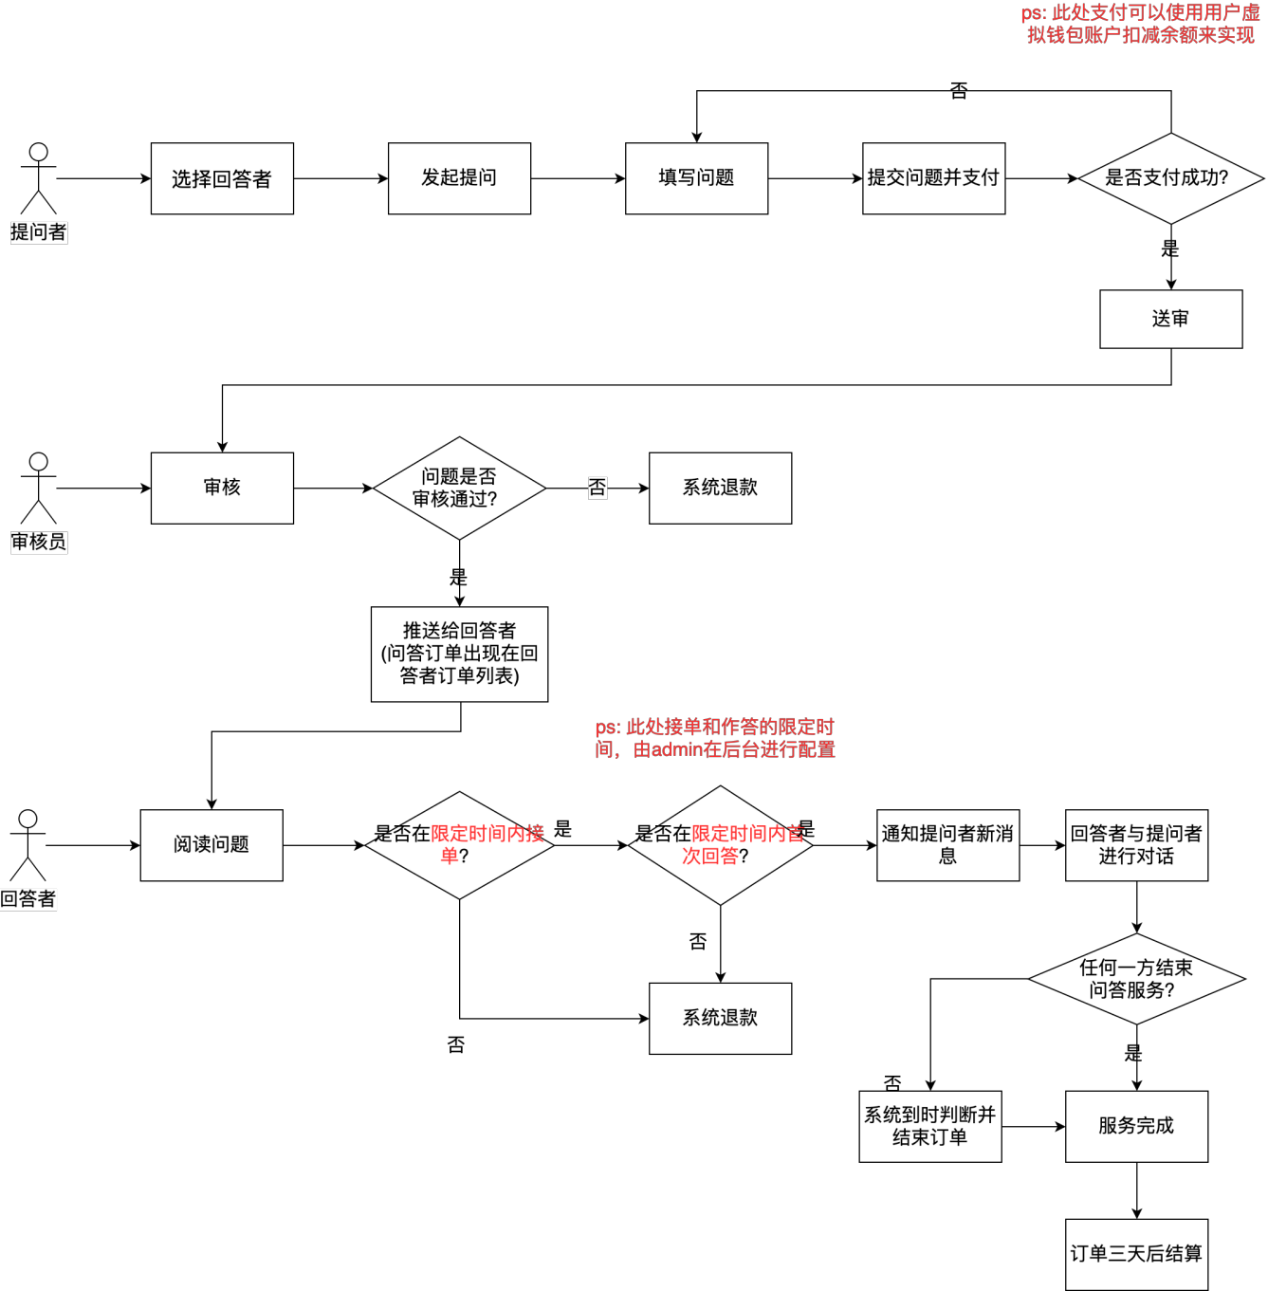 ps: 此处支付可以使用用户虚
拟钱包账户扣减余额来实现
否
选择回答者
发起提问
填写问题
提交问题并支付
是否支付成功?
提问者
是
送审
审核
问题是否
审核通过?
否
系统退款
审核员
是
推送给回答者
(问答订单出现在回
答者订单列表)
ps: 此处接单和作答的限定时
间，由admin在后台进行配置
阅读问题
是否在限定时间内接
单?
是
是否在限定时间内首
次回答?
是
通知提问者新消
息
回答者与提问者
进行对话
回答者
否
任何一方结束
问答服务?
系统退款
否
是
否
系统到时判断并
结束订单
服务完成
订单三天后结算